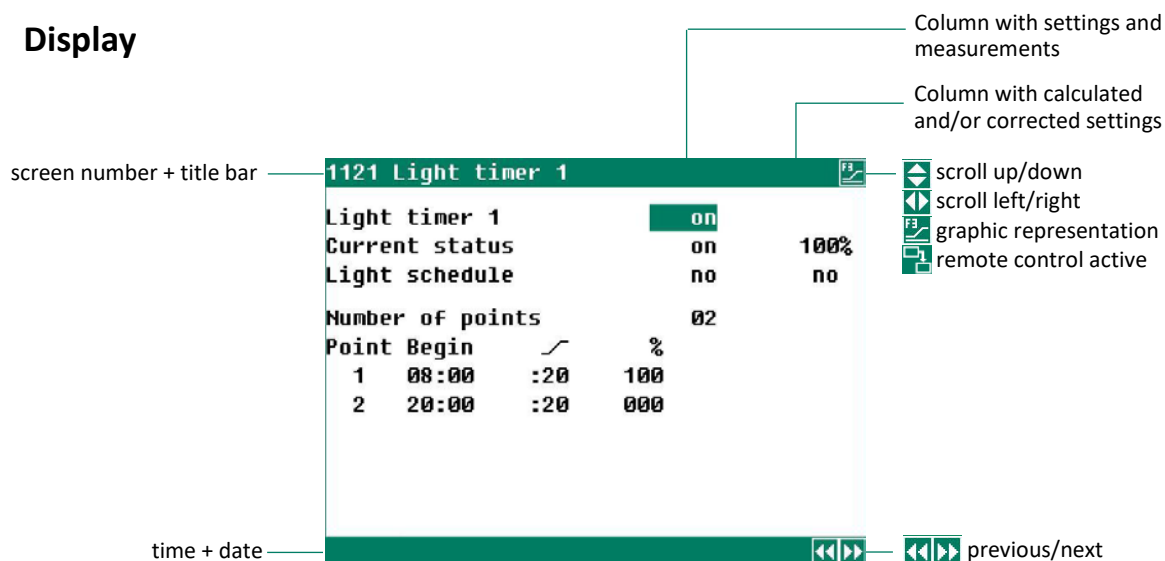 Display
Column with settings and
measurements
Column with calculated
and/or corrected settings
screen number + title bar
1121 Light timer 1
F3
scroll up/down
scroll left/right
F3
graphic representation
remote control active
Light timer 1 on
Current status on 100%
Light schedule no no
Number of points 02
Point Begin %
1 08:00 :20 100
2 20:00 :20 000
time + date
previous/next